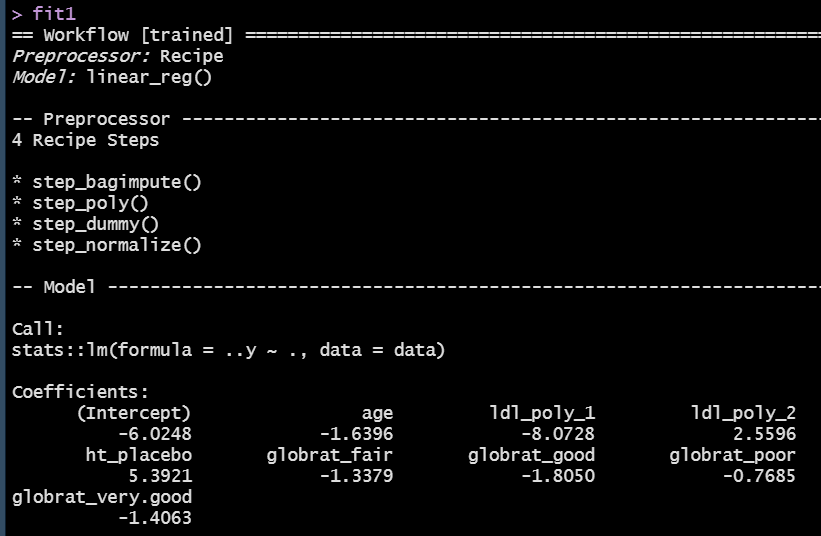 > fit1
== Workflow [trained] ======================================================
Preprocessor: Recipe
Model: linear_reg()

-- Preprocessor ------------------------------------------------------------
4 Recipe Steps

* step_bagimpute()
* step_poly()
* step_dummy()
* step_normalize()

-- Model -------------------------------------------------------------------

Call:
stats::lm(formula = ..y ~ ., data = data)

Coefficients:
      (Intercept)                age         ldl_poly_1         ldl_poly_2
          -6.0248            -1.6396            -8.0728             2.5596
       ht_placebo       globrat_fair       globrat_good       globrat_poor
           5.3921            -1.3379            -1.8050            -0.7685
globrat_very.good
          -1.4063